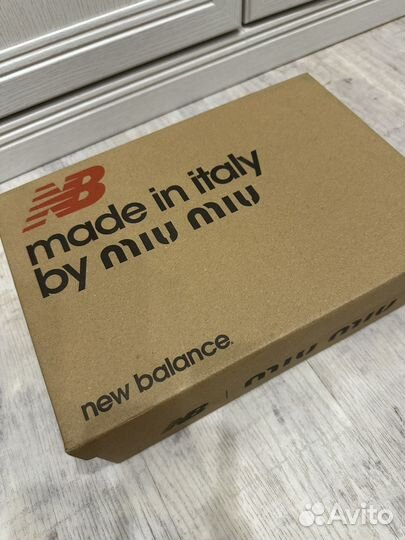 NB
made in italy
by miu miu
new balance.
NB | miu miu
Avito